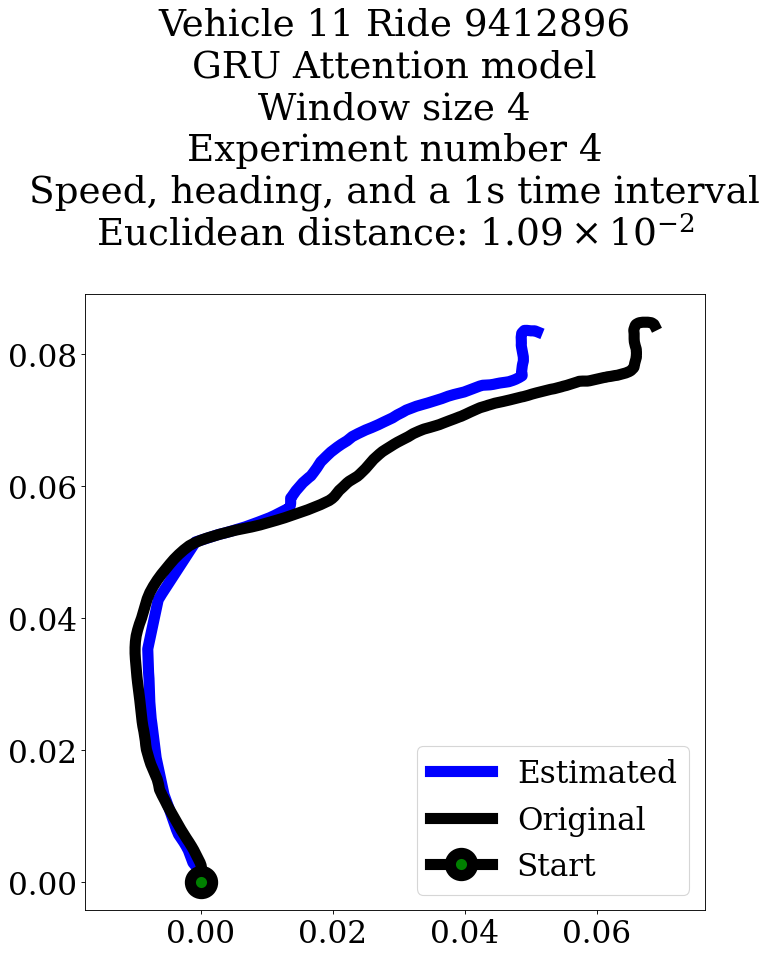 Vehicle 11 Ride 9412896
GRU Attention model
Window size 4
Experiment number 4
Speed, heading, and a 1s time interval
Euclidean distance: 1.09 × 10⁻²
0.08
0.06
0.04
0.02
0.00
0.00 0.02 0.04 0.06
Estimated
Original
Start